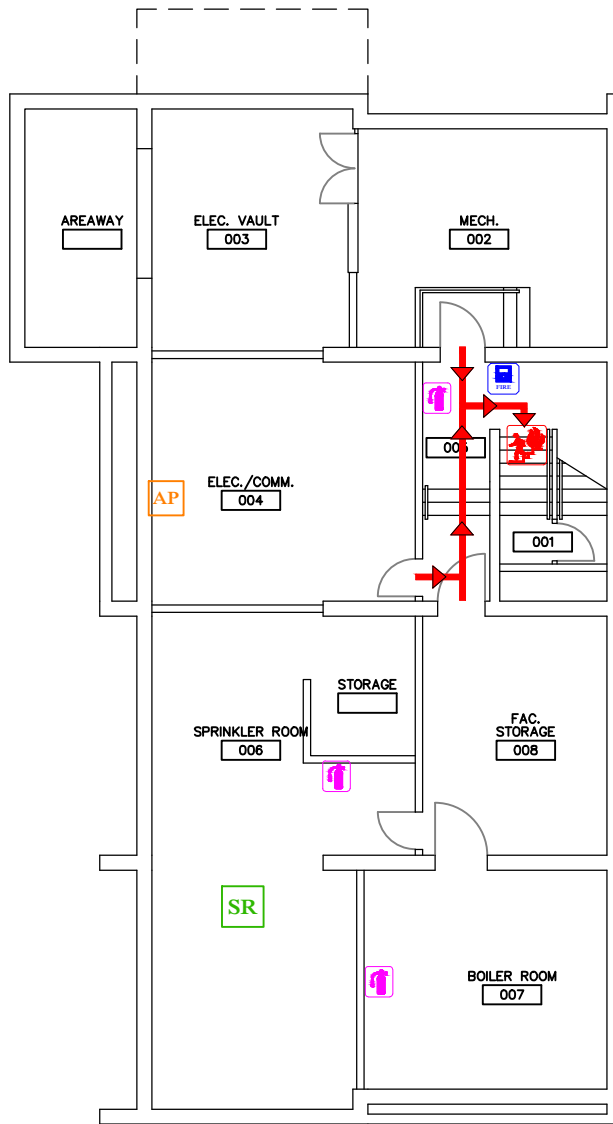 AREAWAY
ELEC. VAULT
003
MECH.
002
FIRE
ELEC./COMM.
004
AP
001
STORAGE
SPRINKLER ROOM
006
FAC.
STORAGE
008
SR
BOILER ROOM
007